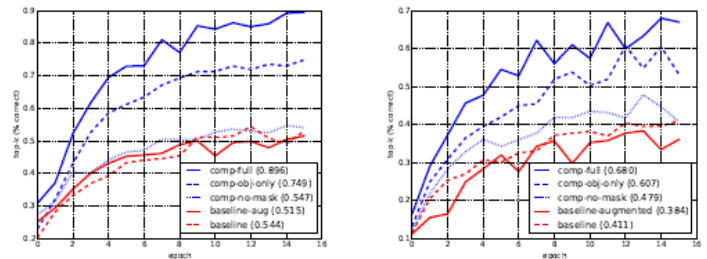 0.9
0.8
0.7
0.6
0.5
0.4
0.3
0.2
top-k (% correct)
0 2 4 6 8 10 12 14 16
epoch
comp-full (0.896)
comp-obj-only (0.749)
comp-no-mask (0.547)
baseline-aug (0.515)
baseline (0.544)
0.7
0.6
0.5
0.4
0.3
0.2
0.1
top-k (% correct)
0 2 4 6 8 10 12 14 16
epoch
comp-full (0.680)
comp-obj-only (0.607)
comp-no-mask (0.479)
baseline-augmented (0.384)
baseline (0.411)